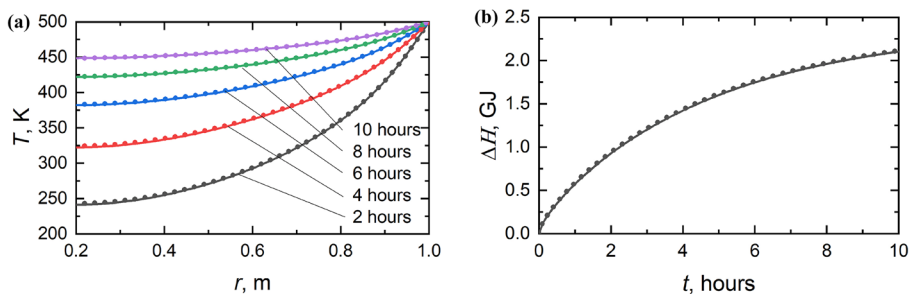 (a)
500
450
400
350
300
250
200
T, K
0.2
0.4
0.6
0.8
1.0
r, m
10 hours
8 hours
6 hours
4 hours
2 hours
(b)
2.5
2.0
1.5
1.0
0.5
0.0
ΔH, GJ
0
2
4
6
8
10
t, hours